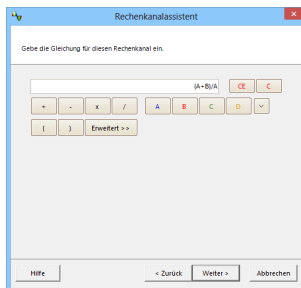 Rechenkanalassistent
Gebe die Gleichung für diesen Rechenkanal ein.
(A+B)/A
CE C
+ - x / A B C D
( ) Erweitert >>
Hilfe < Zurück Weiter > Abbrechen